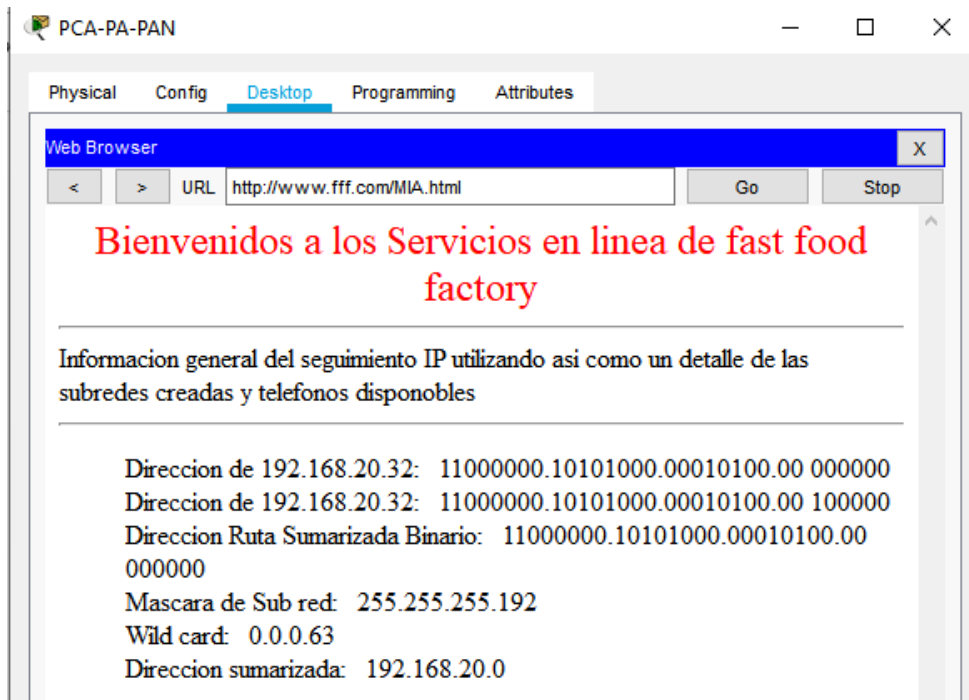 PCA-PA-PAN
Physical Config Desktop Programming Attributes
Web Browser X
< > URL http://www.fff.com/MIA.html Go Stop
Bienvenidos a los Servicios en linea de fast food
factory
Informacion general del seguimiento IP utilizando asi como un detalle de las
subredes creadas y telefonos disponobles
Direccion de 192.168.20.32: 11000000.10101000.00010100.00 000000
Direccion de 192.168.20.32: 11000000.10101000.00010100.00 100000
Direccion Ruta Sumarizada Binario: 11000000.10101000.00010100.00
000000
Mascara de Sub red: 255.255.255.192
Wild card: 0.0.0.63
Direccion sumarizada: 192.168.20.0